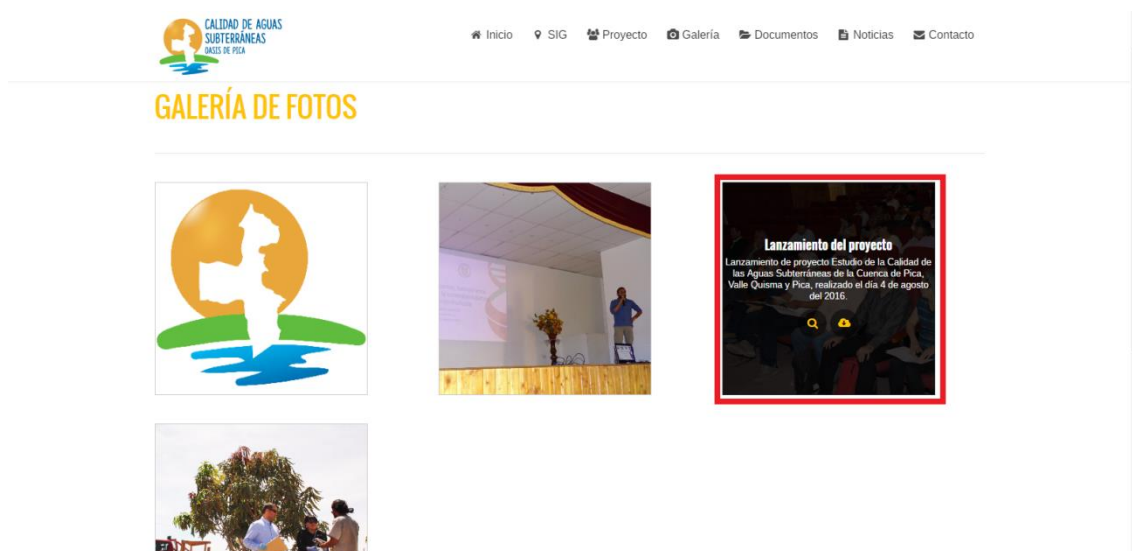 CALIDAD DE AGUAS
SUBTERRÁNEAS
OASIS DE PICA
Inicio SIG Proyecto Galería Documentos Noticias Contacto
GALERÍA DE FOTOS
Lanzamiento del proyecto
Lanzamiento de proyecto Estudio de la Calidad de
las Aguas Subterráneas de la Cuenca de Pica,
Valle Quisma y Pica, realizado el día 4 de agosto
del 2016.